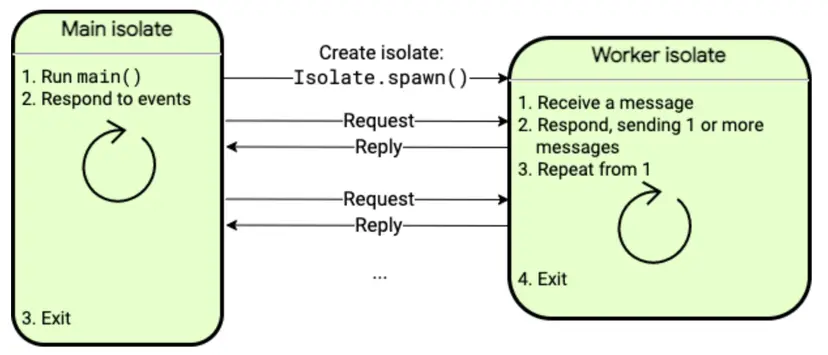 Main isolate
1. Run main()
2. Respond to events
3. Exit
Create isolate:
Isolate.spawn()
Request
Reply
Request
Reply
...
Worker isolate
1. Receive a message
2. Respond, sending 1 or more
messages
3. Repeat from 1
4. Exit